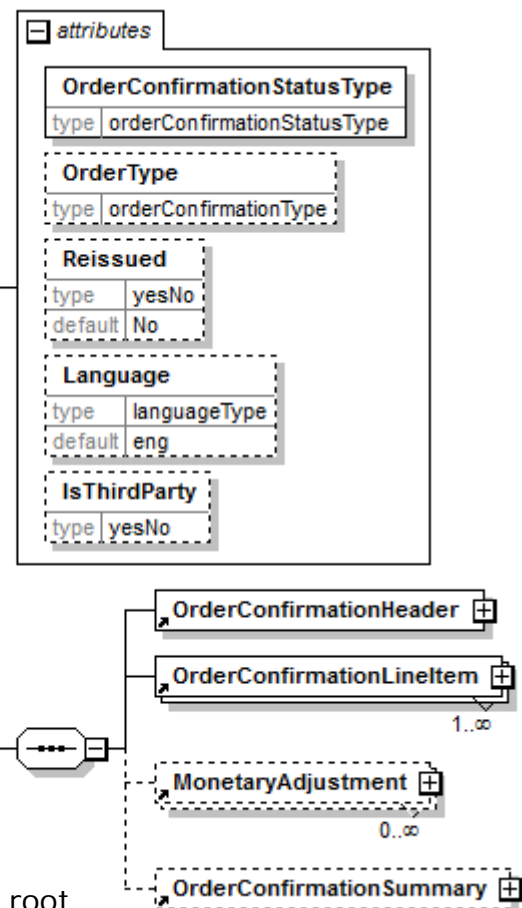 attributes
OrderConfirmationStatusType
type orderConfirmationStatusType
OrderType
type orderConfirmationType
Reissued
type yesNo
default No
Language
type languageType
default eng
IsThirdParty
type yesNo
OrderConfirmationHeader
OrderConfirmationLineItem
1..∞
MonetaryAdjustment
0..∞
OrderConfirmationSummary
root